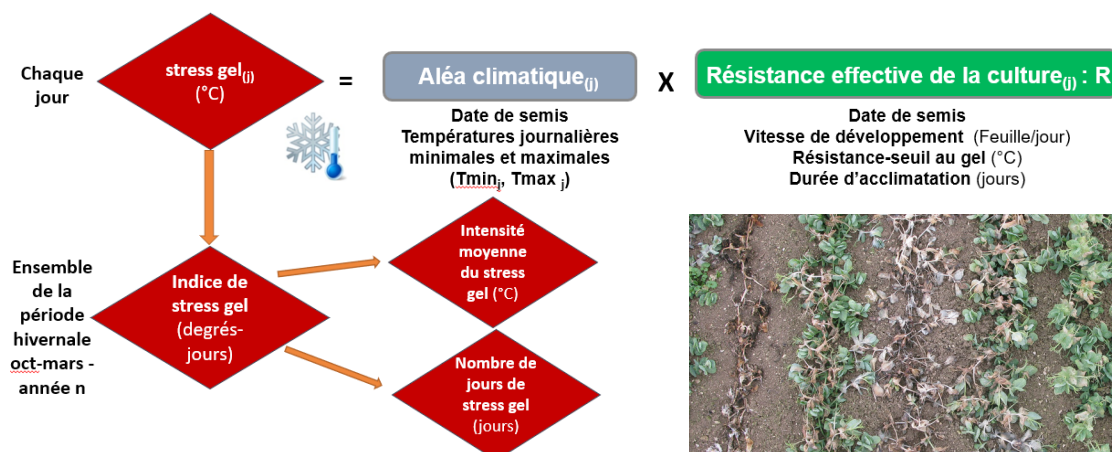 Chaque
jour
stress gel(j)
(°C)
=
Aléa climatique(j)
X
Résistance effective de la culture(j) : R
Date de semis
Températures journalières
minimales et maximales
(Tminj, Tmax j)
Date de semis
Vitesse de développement (Feuille/jour)
Résistance-seuil au gel (°C)
Durée d'acclimatation (jours)
Ensemble
de la
période
hivernale
oct-mars -
année n
Indice de
stress gel
(degrés-
jours)
Intensité
moyenne
du stress
gel (°C)
Nombre de
jours de
stress gel
(jours)